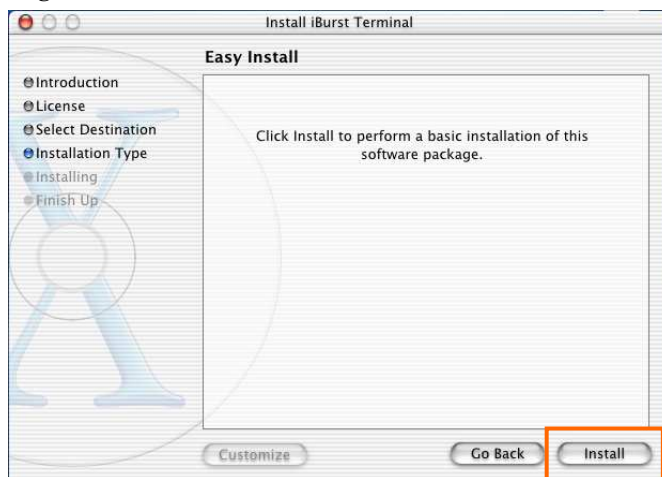 Install iBurst Terminal
Easy Install
Introduction
License
Select Destination
Installation Type
Installing
Finish Up
Click Install to perform a basic installation of this
software package.
Customize
Go Back
Install